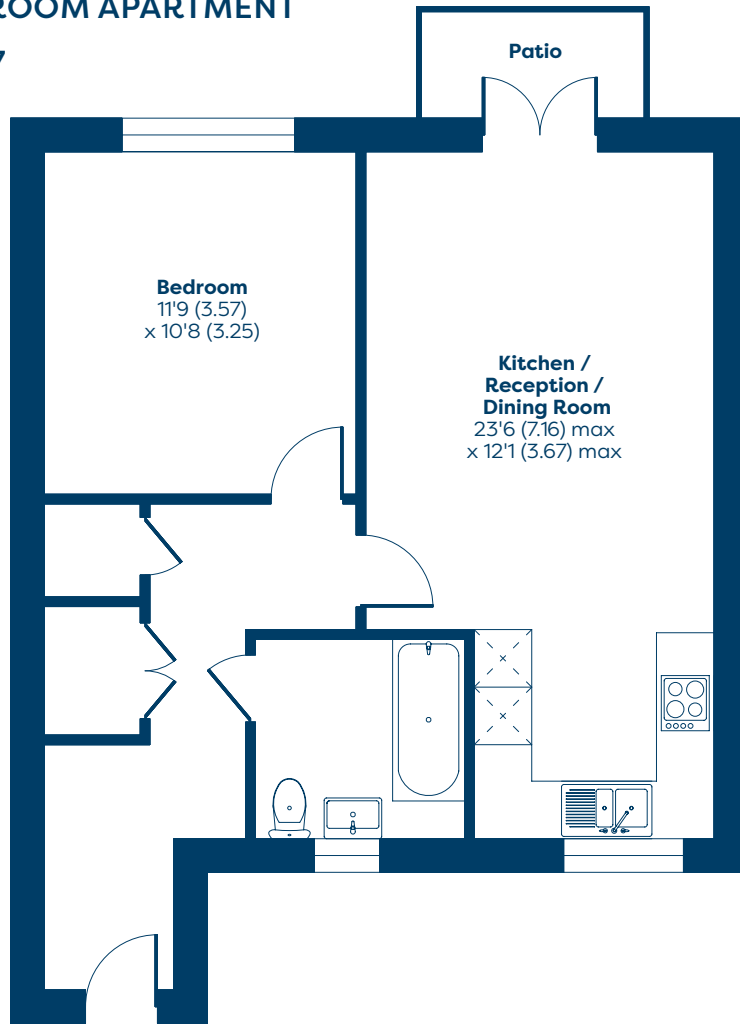 ROOM APARTMENT
Patio
Bedroom
11'9 (3.57)
x 10'8 (3.25)
Kitchen /
Reception /
Dining Room
23'6 (7.16) max
x 12'1 (3.67) max